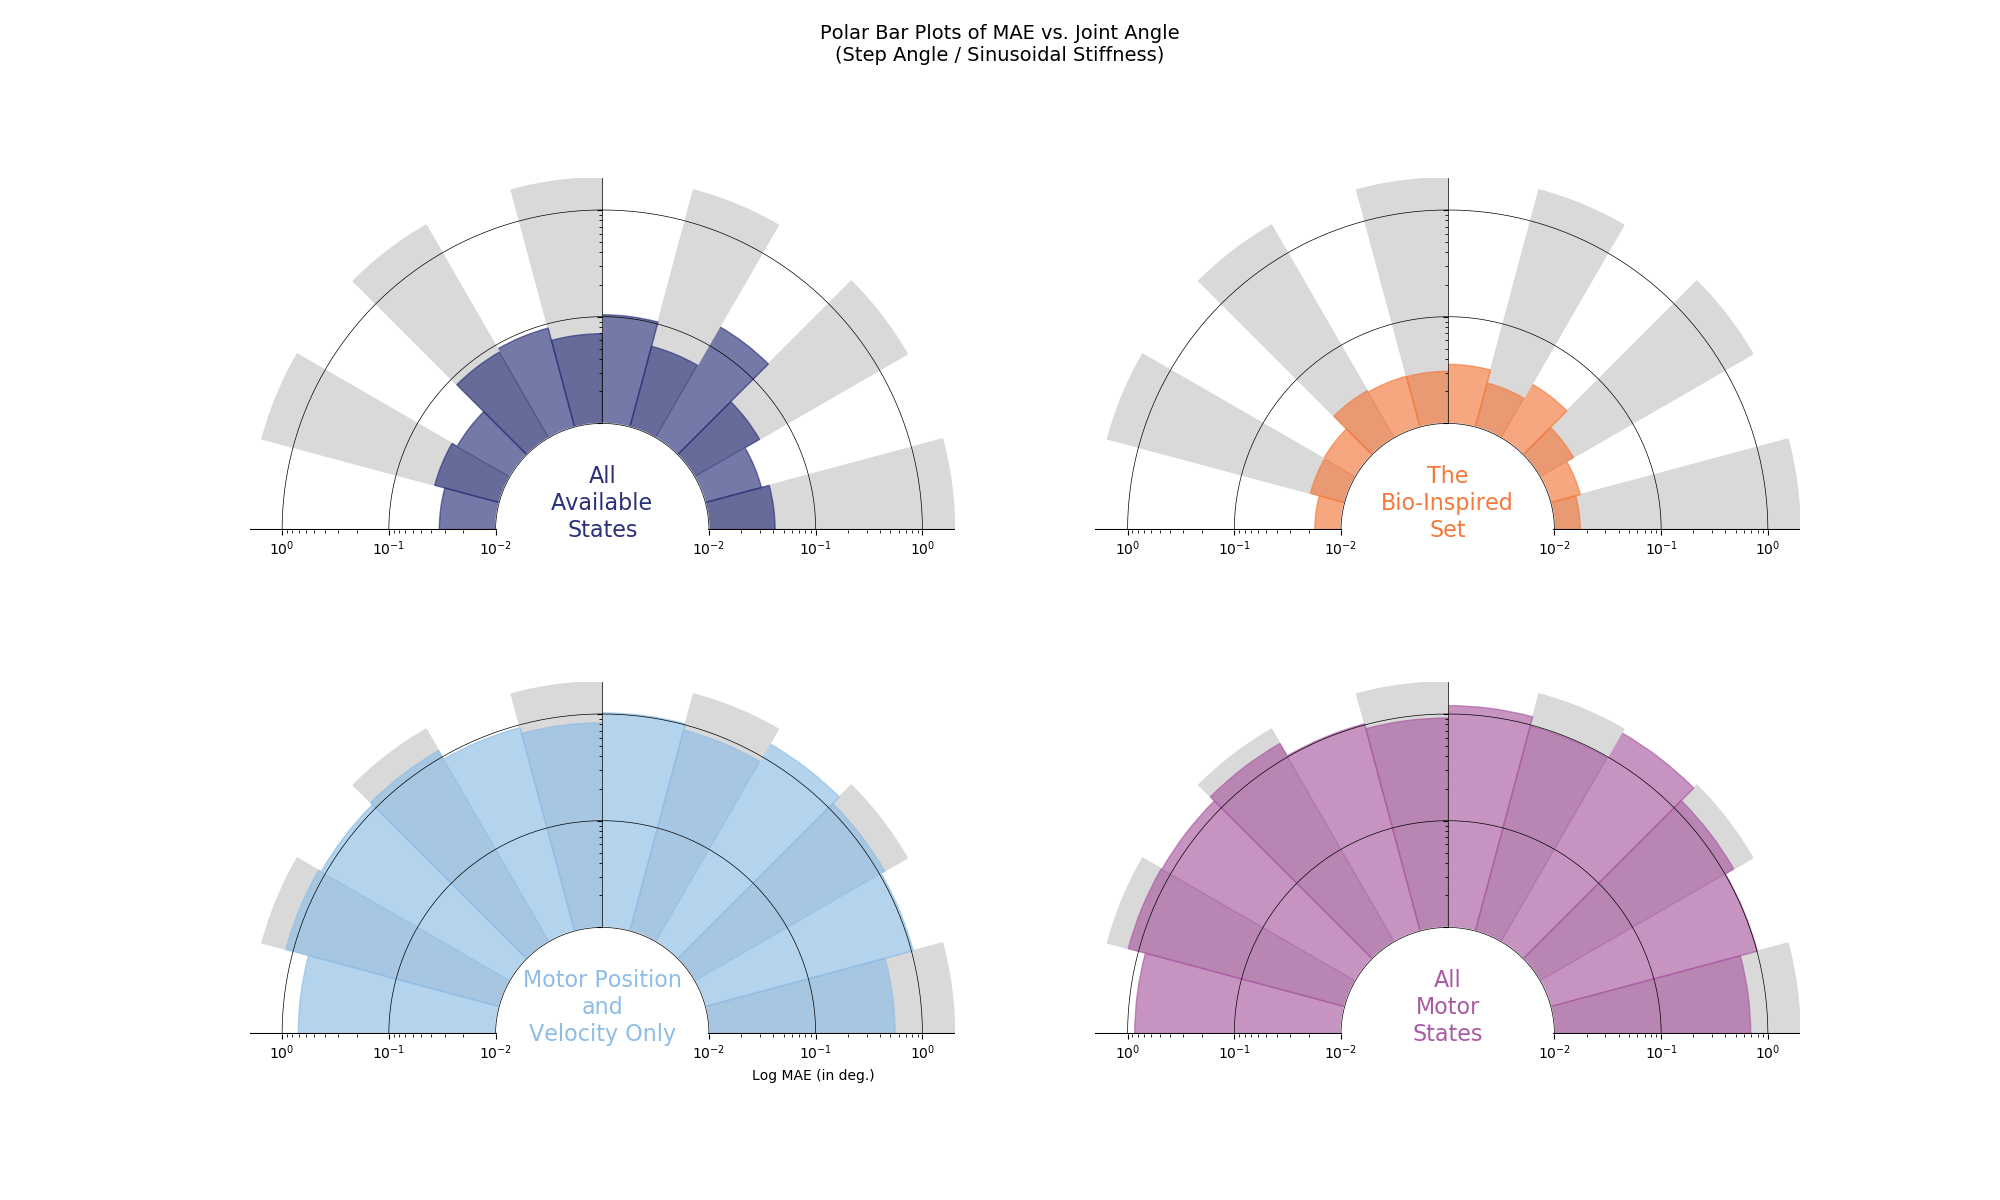 Polar Bar Plots of MAE vs. Joint Angle
(Step Angle / Sinusoidal Stiffness)
All
Available
States
10⁰ 10⁻¹ 10⁻² 10⁻² 10⁻¹ 10⁰
The
Bio-Inspired
Set
10⁰ 10⁻¹ 10⁻² 10⁻² 10⁻¹ 10⁰
Motor Position
and
Velocity Only
10⁰ 10⁻¹ 10⁻² 10⁻² 10⁻¹ 10⁰
Log MAE (in deg.)
All
Motor
States
10⁰ 10⁻¹ 10⁻² 10⁻² 10⁻¹ 10⁰